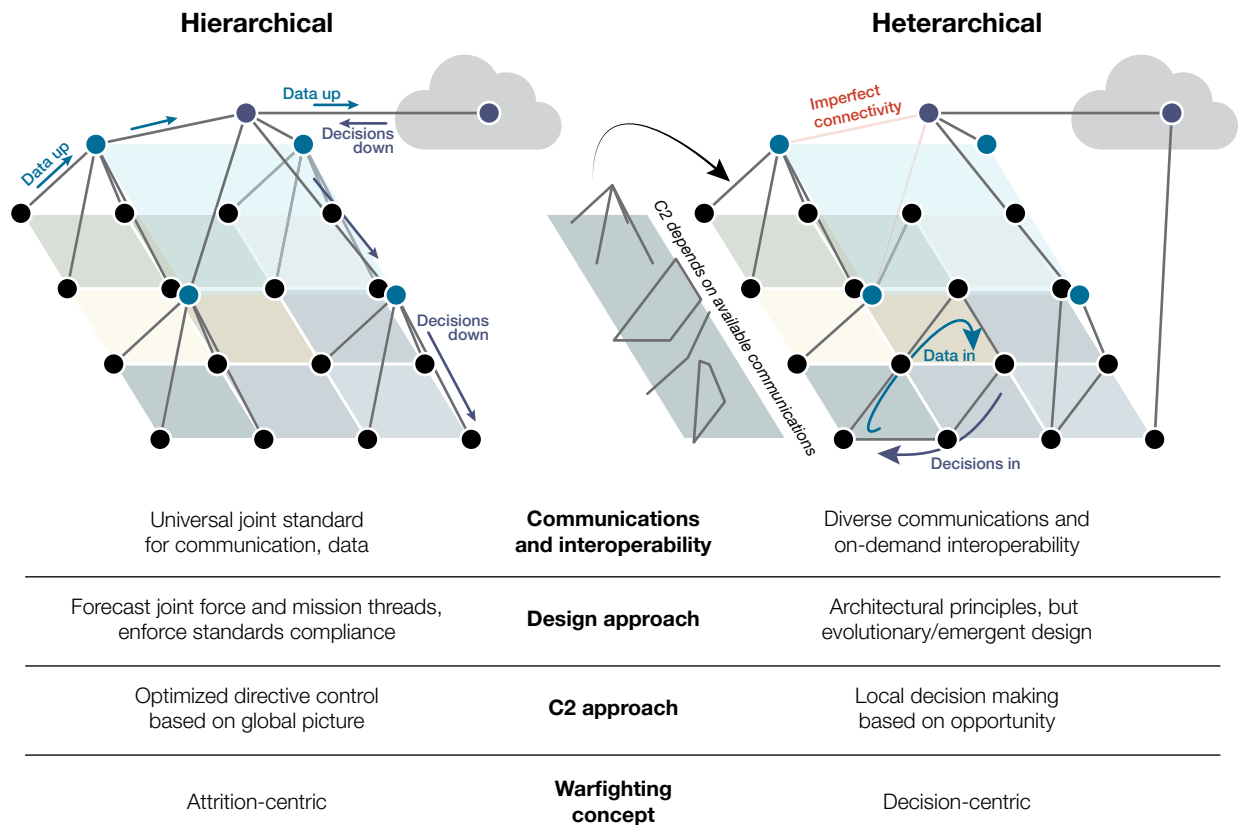 Hierarchical
Heterarchical
Data up
Decisions
down
Data up
Decisions
down
Imperfect
connectivity
C2 depends on available communications
Data in
Decisions in
Universal joint standard
for communication, data
Communications
and interoperability
Diverse communications and
on-demand interoperability
Forecast joint force and mission threads,
enforce standards compliance
Design approach
Architectural principles, but
evolutionary/emergent design
Optimized directive control
based on global picture
C2 approach
Local decision making
based on opportunity
Attrition-centric
Warfighting
concept
Decision-centric